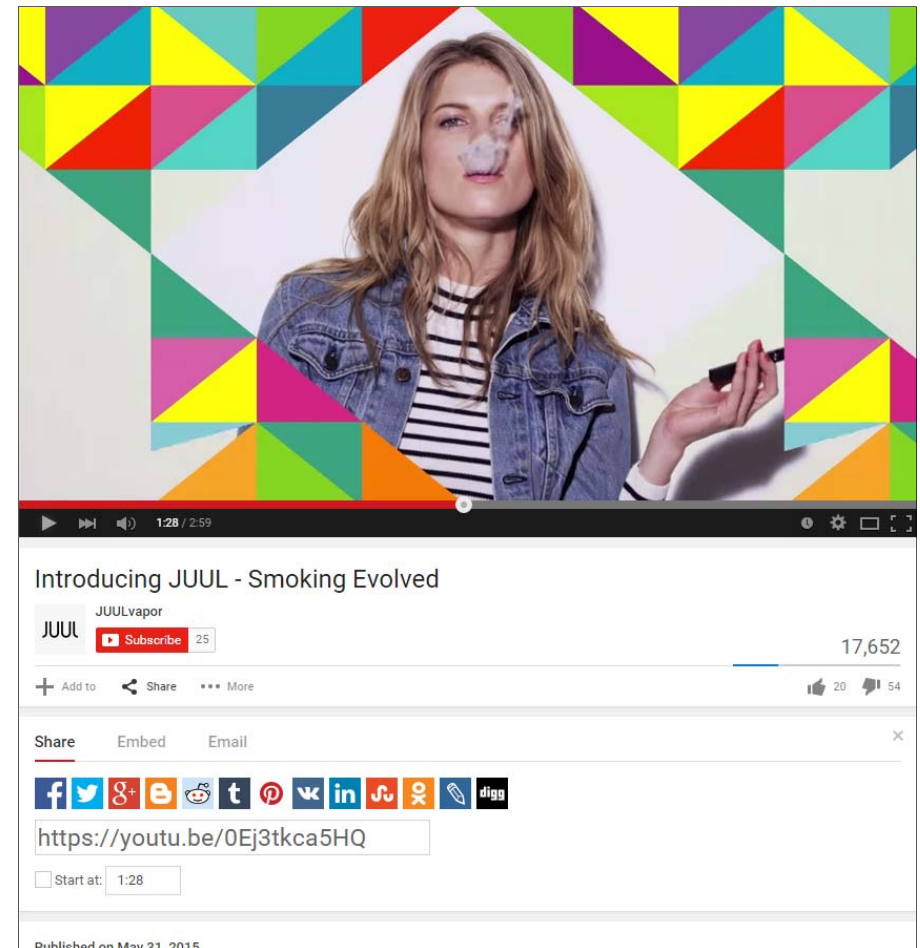 1:28 / 2:59
Introducing JUUL - Smoking Evolved
JUUL
JUULvapor
Subscribe 25
17,652
Add to Share More
20 54
Share Embed Email
f g+ t in digg
https://youtu.be/0Ej3tkca5HQ
Start at: 1:28
Published on May 31, 2015